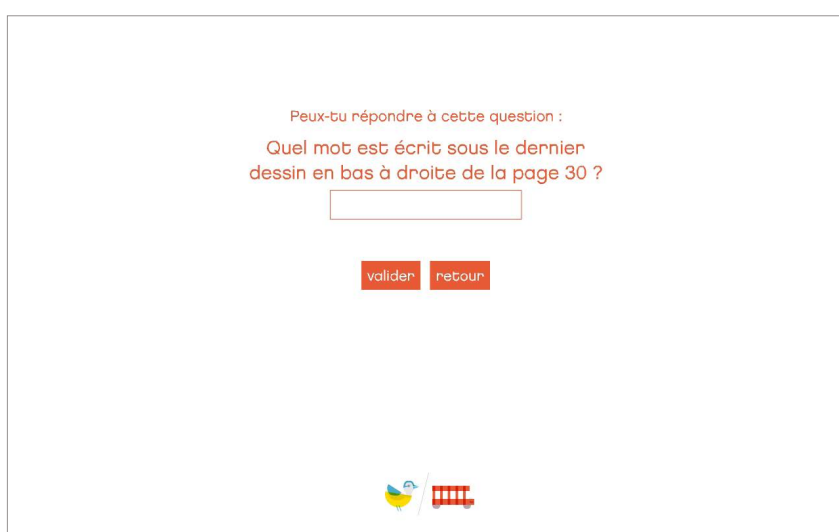 Peux-tu répondre à cette question :
Quel mot est écrit sous le dernier
dessin en bas à droite de la page 30 ?
valider retour